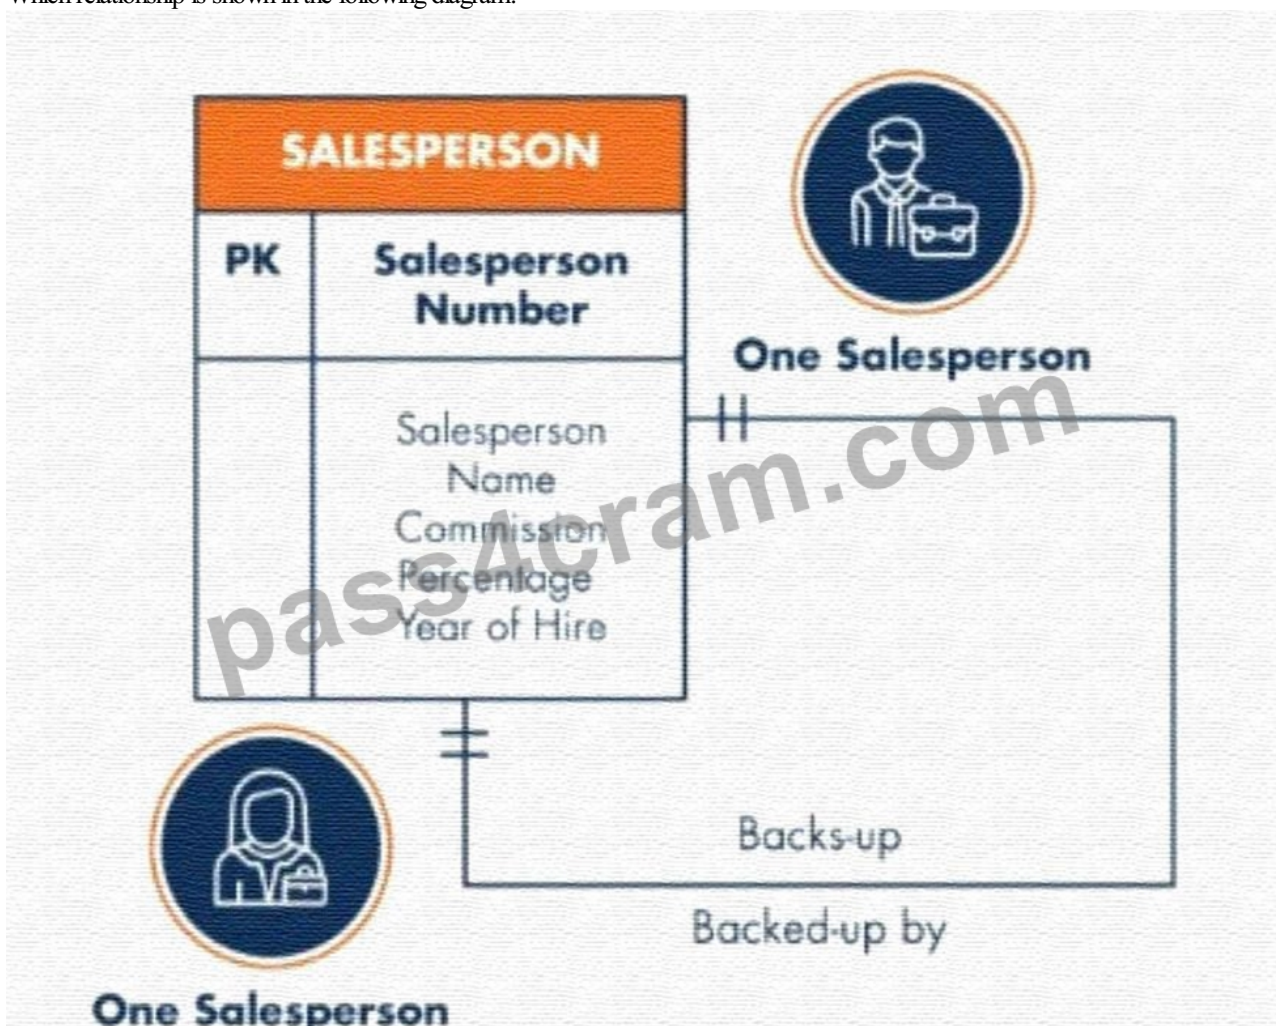 Which relationship is shown in the following diagram?
SALESPERSON
PK
Salesperson
Number
One Salesperson
Salesperson
Name
Commission
Percentage
Year of Hire
pass4cram.com
Backs-up
Backed-up by
One Salesperson